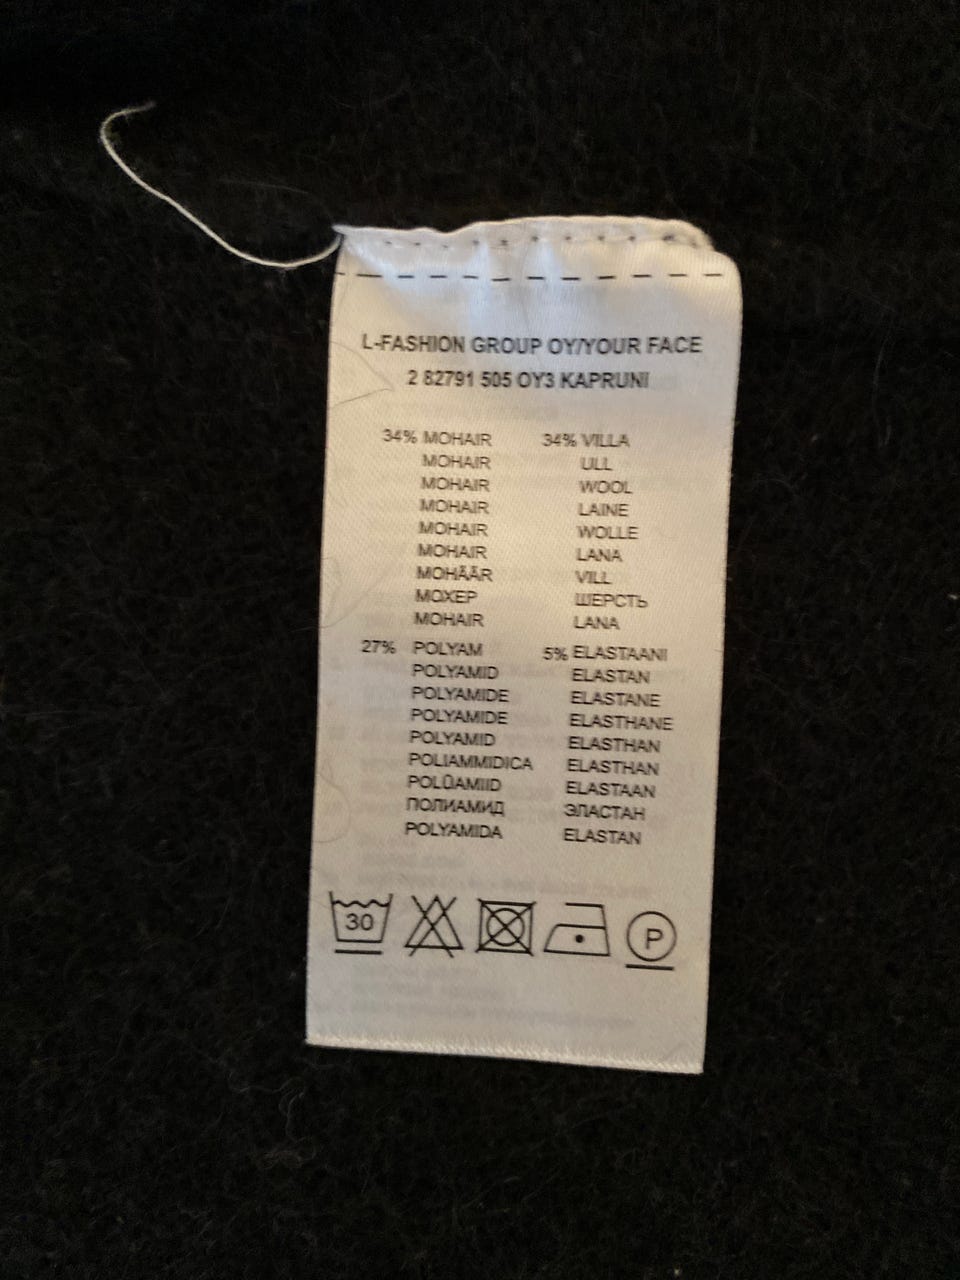 L-FASHION GROUP OY/YOUR FACE
2 82791 505 OY3 KAPRUNI
34% MOHAIR 34% VILLA
MOHAIR ULL
MOHAIR WOOL
MOHAIR LAINE
MOHAIR WOLLE
MOHAIR LANA
MOHÄÄR VILL
МОХЕР ШЕРСТЬ
MOHAIR LANA
27% POLYAM 5% ELASTAANI
POLYAMID ELASTAN
POLYAMIDE ELASTANE
POLYAMIDE ELASTHANE
POLYAMID ELASTHAN
POLIAMMIDICA ELASTHAN
POLÜAMIID ELASTAAN
ПОЛИАМИД ЭЛАСТАН
POLYAMIDA ELASTAN
30 P